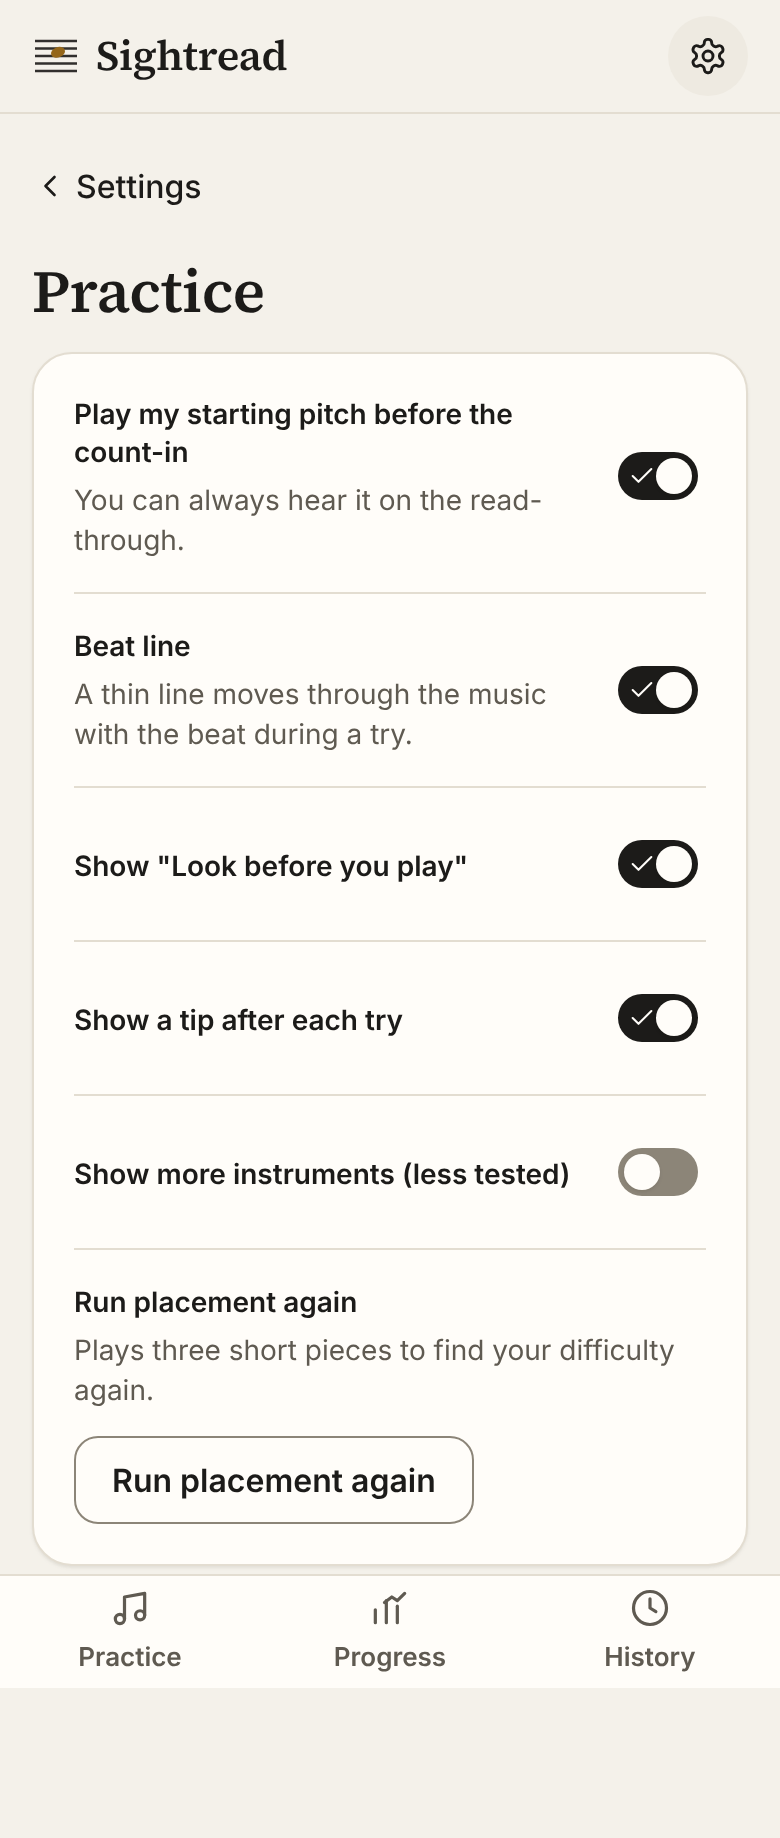 Sightread
Settings
Practice
Play my starting pitch before the
count-in
You can always hear it on the read-
through.
Beat line
A thin line moves through the music
with the beat during a try.
Show "Look before you play"
Show a tip after each try
Show more instruments (less tested)
Run placement again
Plays three short pieces to find your difficulty
again.
Run placement again
Practice
Progress
History